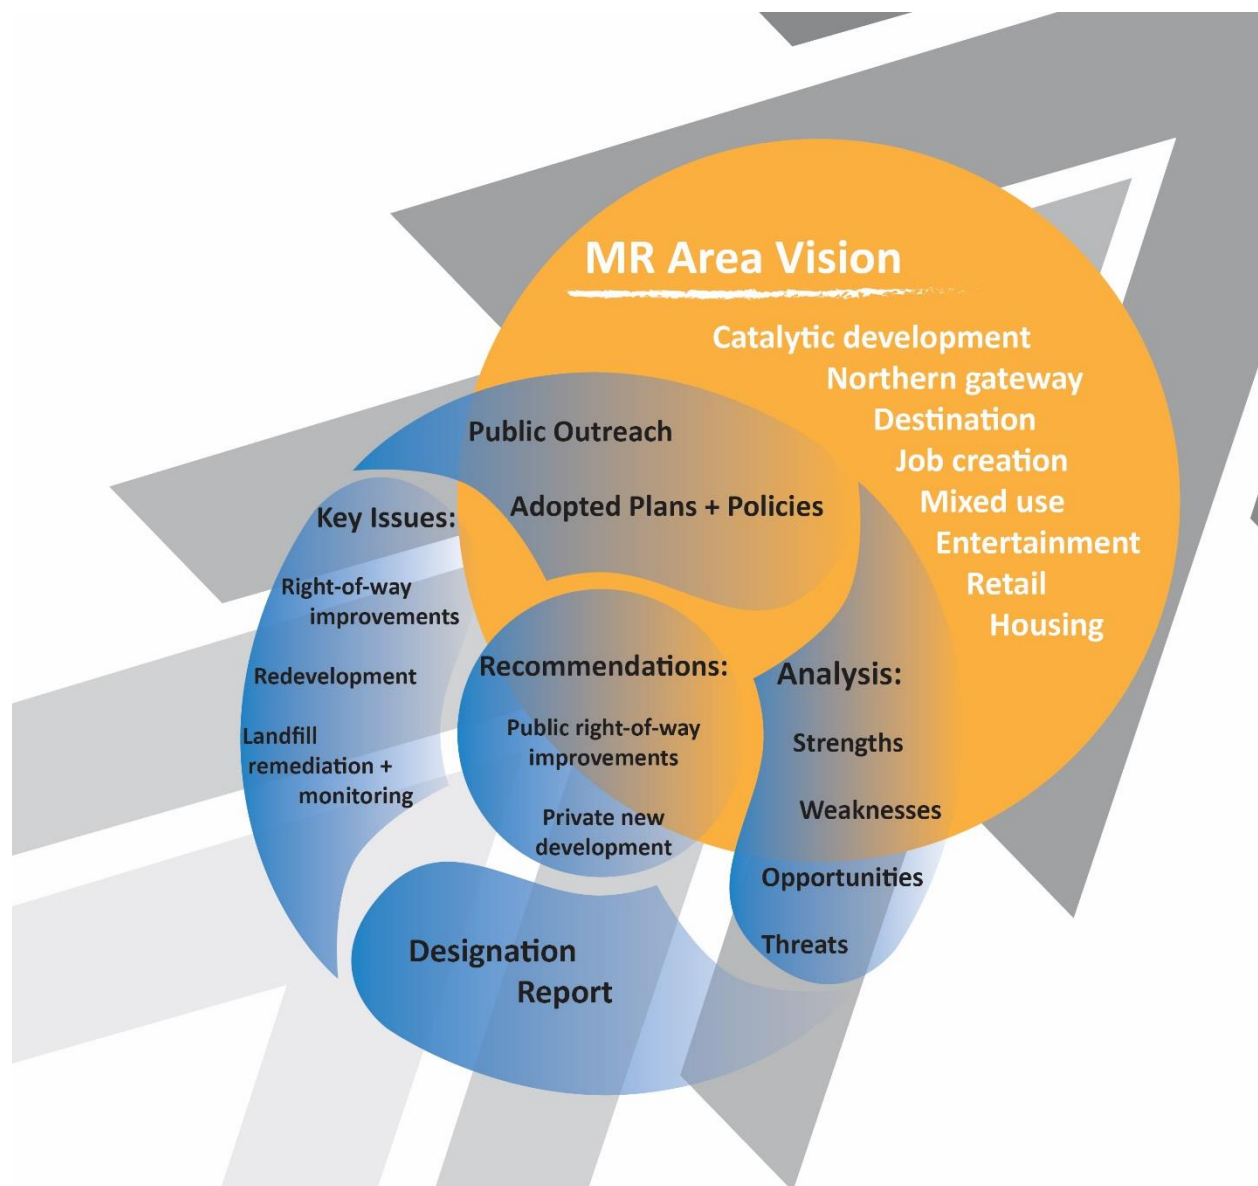 MR Area Vision
Catalytic development
Northern gateway
Destination
Job creation
Mixed use
Entertainment
Retail
Housing
Public Outreach
Adopted Plans + Policies
Key Issues:
Right-of-way
improvements
Redevelopment
Landfill
remediation +
monitoring
Recommendations:
Public right-of-way
improvements
Private new
development
Analysis:
Strengths
Weaknesses
Opportunities
Threats
Designation
Report